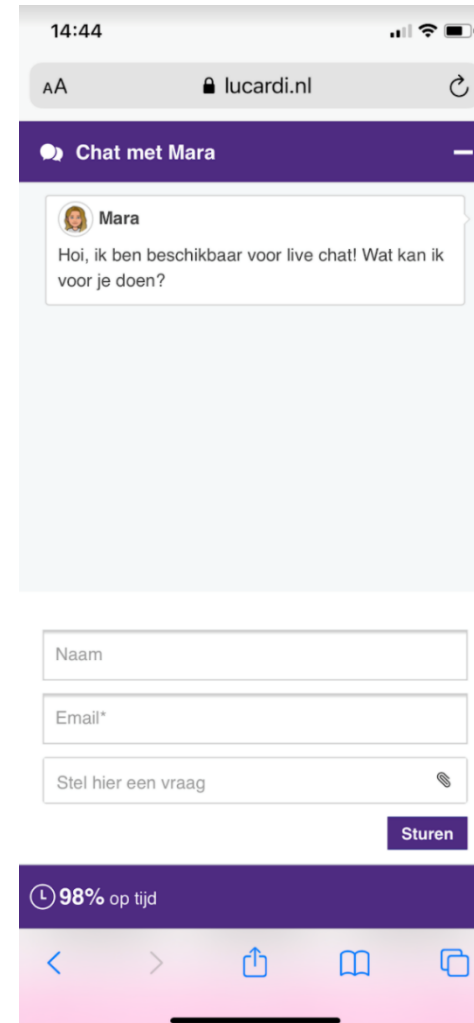 14:44
AA lucardi.nl
Chat met Mara
Mara
Hoi, ik ben beschikbaar voor live chat! Wat kan ik
voor je doen?
Naam
Email*
Stel hier een vraag
Sturen
98% op tijd